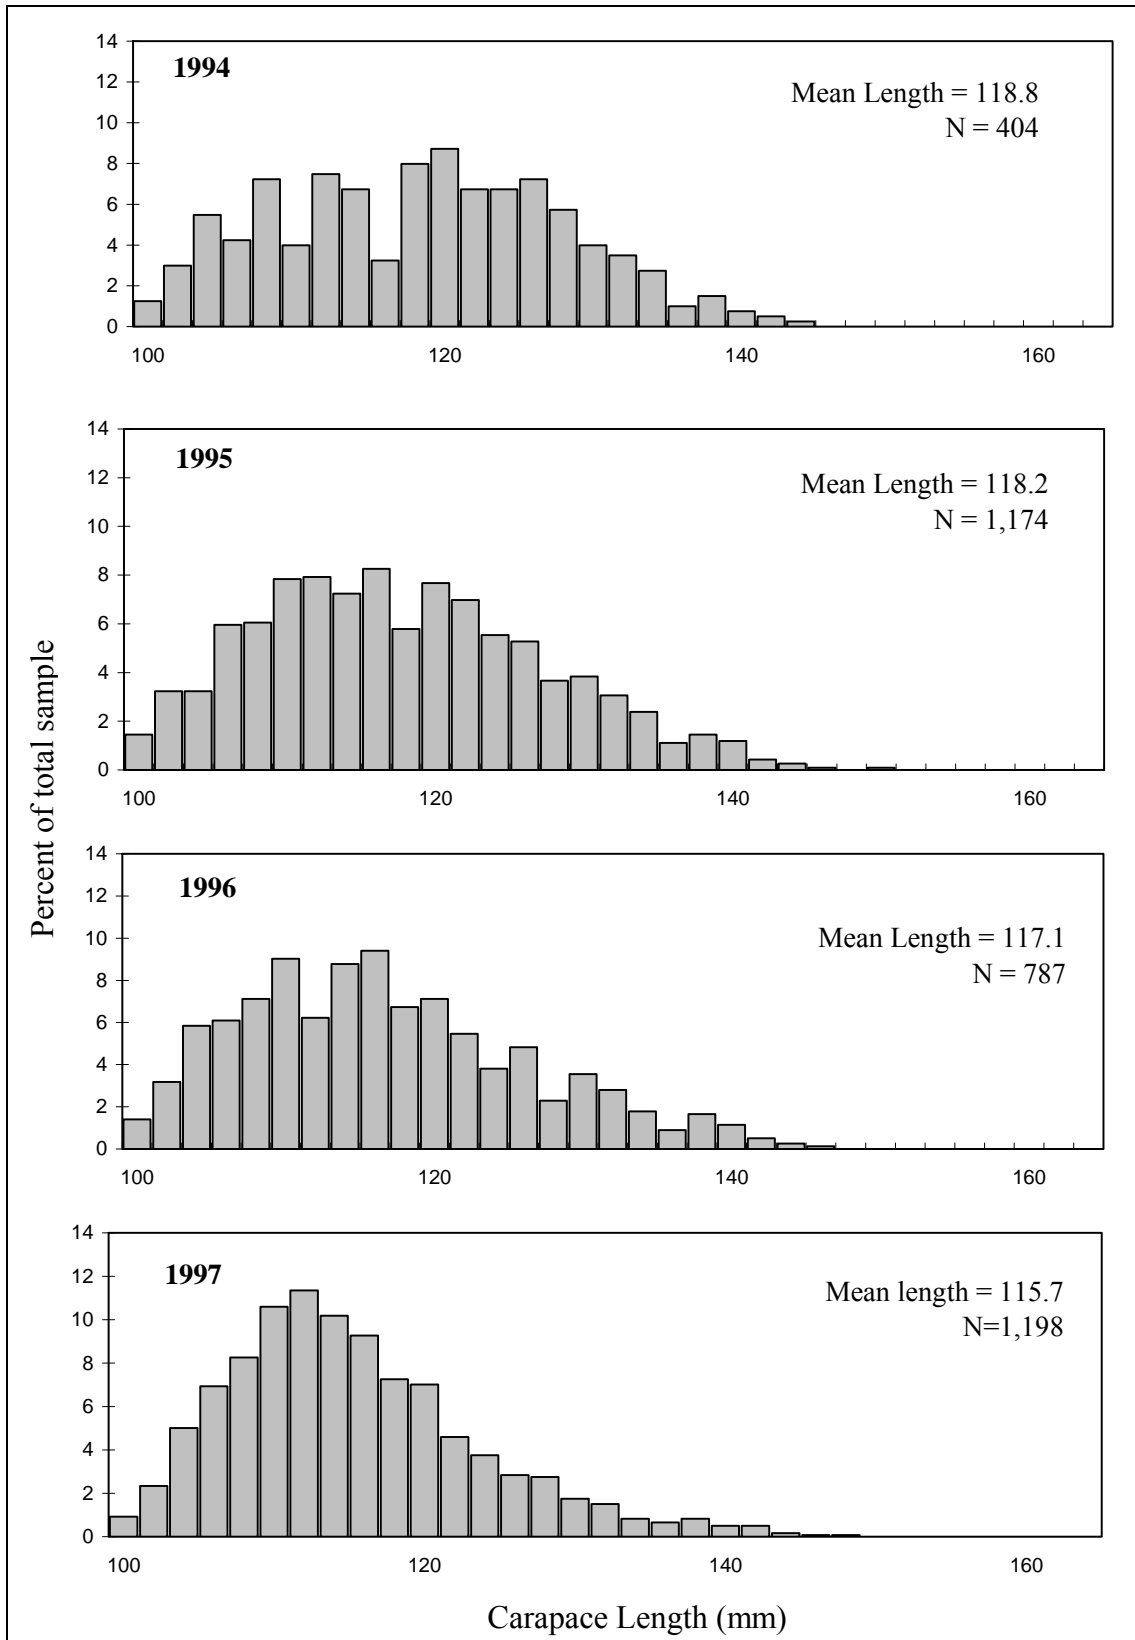 1994
Mean Length = 118.8
N = 404
14
12
10
8
6
4
2
0
100 120 140 160
1995
Mean Length = 118.2
N = 1,174
14
12
10
8
6
4
2
0
100 120 140 160
1996
Mean Length = 117.1
N = 787
14
12
10
8
6
4
2
0
100 120 140 160
1997
Mean length = 115.7
N=1,198
14
12
10
8
6
4
2
0
100 120 140 160
Percent of total sample
Carapace Length (mm)